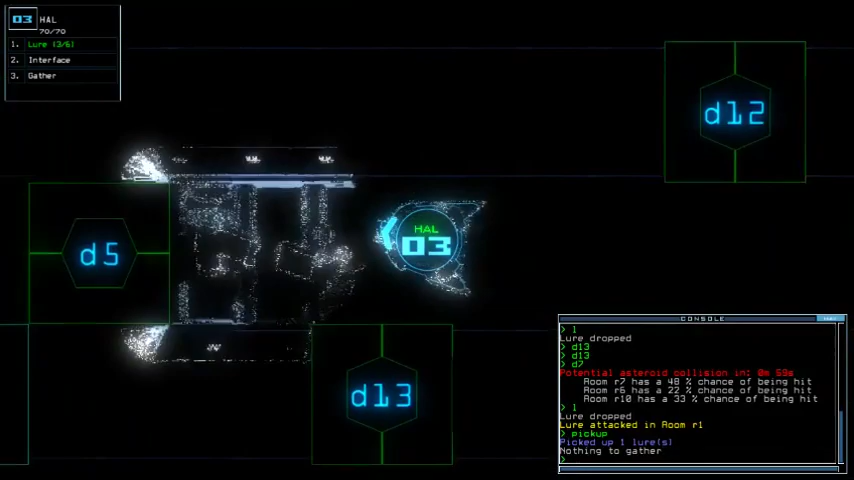 03 HAL
70/70
1. Lure (3/6)
2. Interface
3. Gather
d12
d5
HAL
03
d13
CONSOLE
> 1
Lure dropped
> d13
> d13
> d7
Potential asteroid collision in: 0m 59s
Room r7 has a 48 % chance of being hit
Room r6 has a 22 % chance of being hit
Room r10 has a 33 % chance of being hit
> 1
Lure dropped
Lure attacked in Room r1
> pickup
Picked up 1 lure(s)
Nothing to gather
>